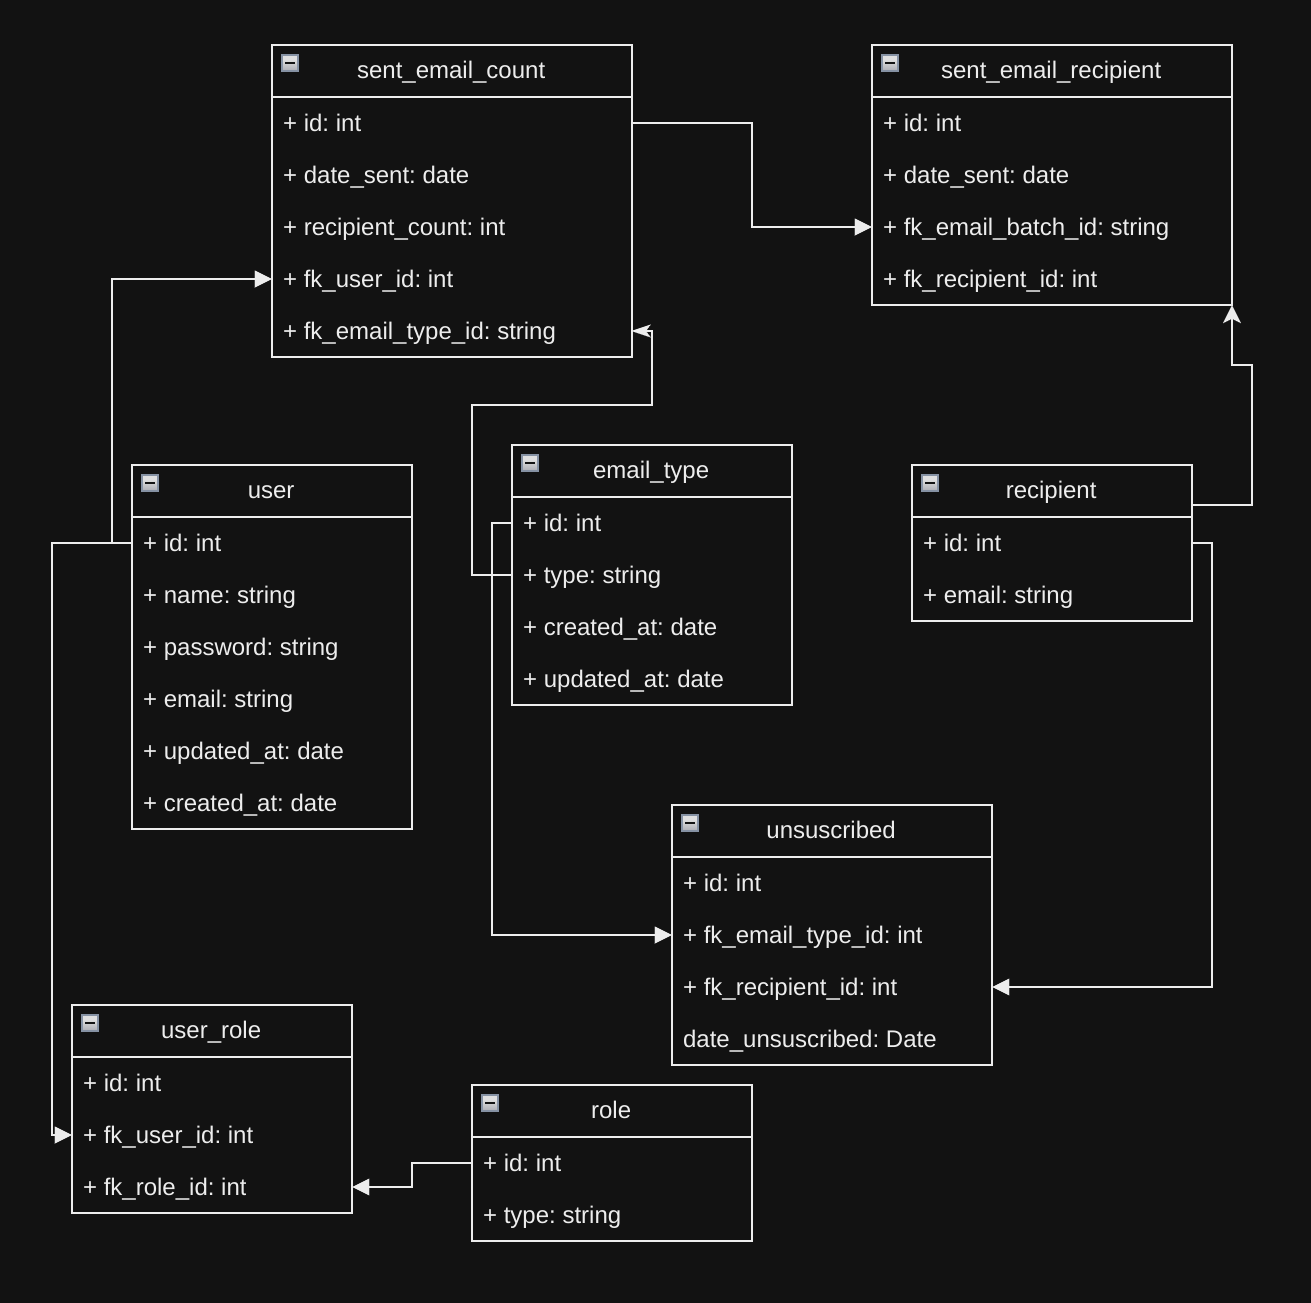 sent_email_count
+ id: int
+ date_sent: date
+ recipient_count: int
+ fk_user_id: int
+ fk_email_type_id: string
sent_email_recipient
+ id: int
+ date_sent: date
+ fk_email_batch_id: string
+ fk_recipient_id: int
user
+ id: int
+ name: string
+ password: string
+ email: string
+ updated_at: date
+ created_at: date
email_type
+ id: int
+ type: string
+ created_at: date
+ updated_at: date
recipient
+ id: int
+ email: string
unsuscribed
+ id: int
+ fk_email_type_id: int
+ fk_recipient_id: int
date_unsuscribed: Date
user_role
+ id: int
+ fk_user_id: int
+ fk_role_id: int
role
+ id: int
+ type: string